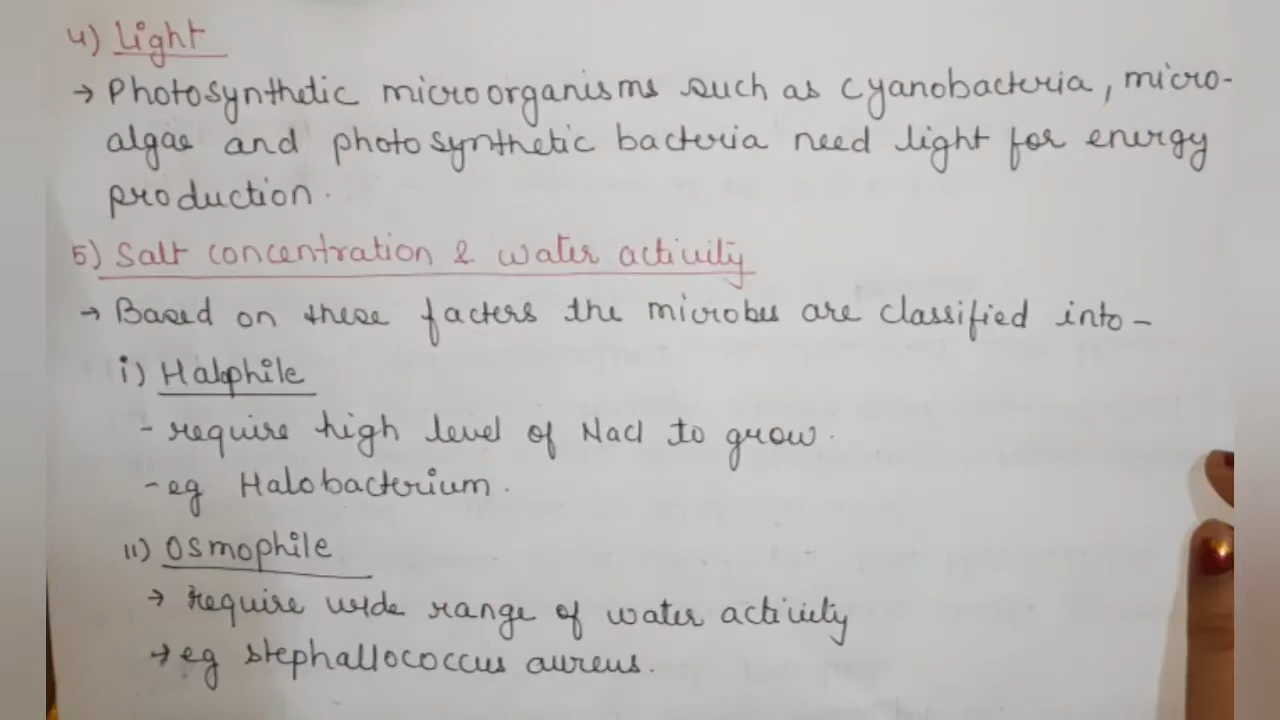 4) Light
→ Photosynthetic microorganisms such as cyanobacteria, micro-
algae and photosynthetic bacteria need light for energy
production.
5) Salt concentration & water activity
→ Based on these facters the microbes are classified into -
i) Halophile
- require high level of Nacl to grow.
- eg Halobacterium.
ii) Osmophile
→ require wide range of water activity
→ eg stephallococcus aureus.